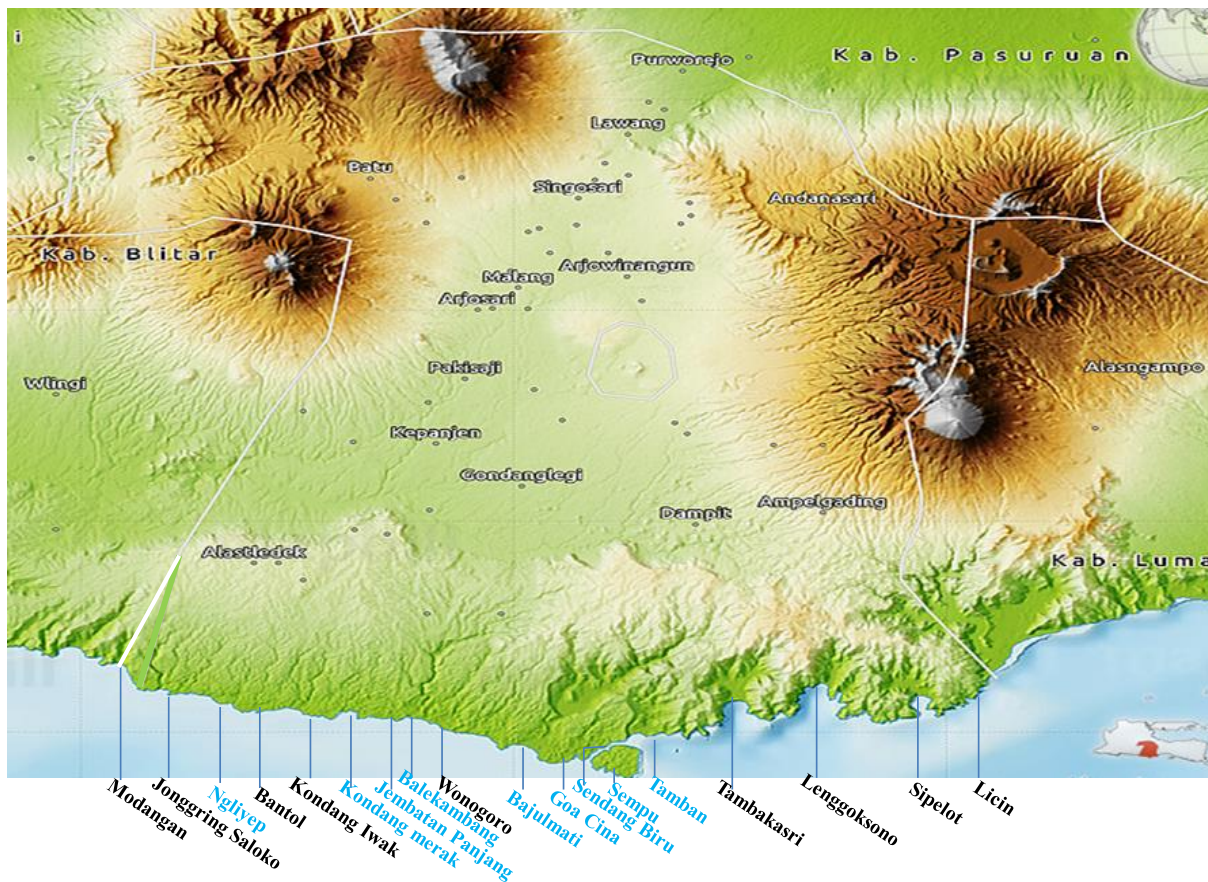 i
Purworejo
Kab. Pasuruan
Lawang
Batu
Singosari
Andanasari
Kab. Blitar
Malang
Arjowinangun
Arjosari
Pakisaji
Wlingi
Alasngampo
Kepanjen
Gondanglegi
Dampit
Ampelgading
Alastledek
Kab. Luma
Modangan
Jonggring Saloko
Ngliyep
Bantol
Kondang Iwak
Kondang merak
Jembatan Panjang
Balekambang
Wonogoro
Bajulmati
Goa Cina
Sendang Biru
Sempu
Tamban
Tambakasri
Lenggoksono
Sipelot
Licin